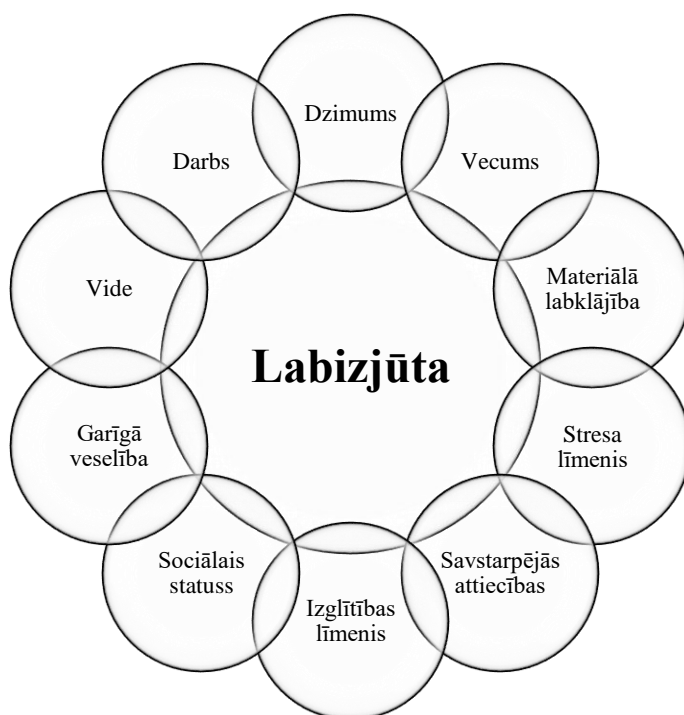 Dzimums
Vecums
Materiālā
labklājība
Stresa
līmenis
Savstarpējās
attiecības
Izglītības
līmenis
Sociālais
statuss
Garīgā
veselība
Vide
Darbs
Labizjūta